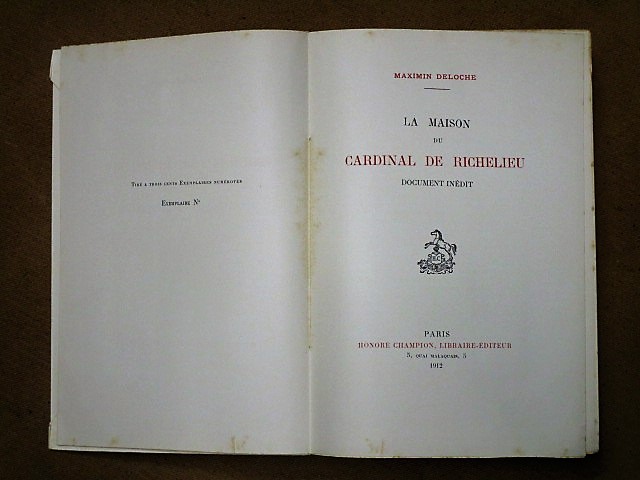 TIRÉ A TROIS CENTS EXEMPLAIRES NUMÉROTÉS
EXEMPLAIRE N°
MAXIMIN DELOCHE
LA MAISON
DU
CARDINAL DE RICHELIEU
DOCUMENT INÉDIT
H C
PARIS
HONORÉ CHAMPION, LIBRAIRE-ÉDITEUR
5, QUAI MALAQUAIS, 5
1912